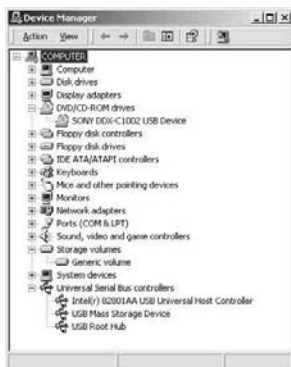 Device Manager
Action View
COMPUTER
Computer
Disk drives
Display adapters
DVD/CD-ROM drives
SONY DDX-C1002 USB Device
Floppy disk controllers
Floppy disk drives
IDE ATA/ATAPI controllers
Keyboards
Mice and other pointing devices
Monitors
Network adapters
Ports (COM & LPT)
Sound, video and game controllers
Storage volumes
Generic volume
System devices
Universal Serial Bus controllers
Intel(r) 82801AA USB Universal Host Controller
USB Mass Storage Device
USB Root Hub